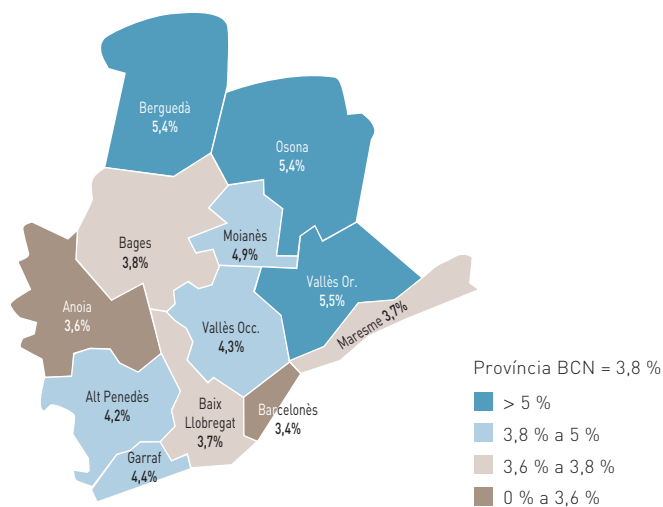 Berguedà
5,4%
Osona
5,4%
Bages
3,8%
Moianès
4,9%
Vallès Or.
5,5%
Anoia
3,6%
Maresme 3,7%
Vallès Occ.
4,3%
Alt Penedès
4,2%
Baix
Llobregat
3,7%
Barcelonès
3,4%
Garraf
4,4%
Província BCN = 3,8 %
> 5 %
3,8 % a 5 %
3,6 % a 3,8 %
0 % a 3,6 %